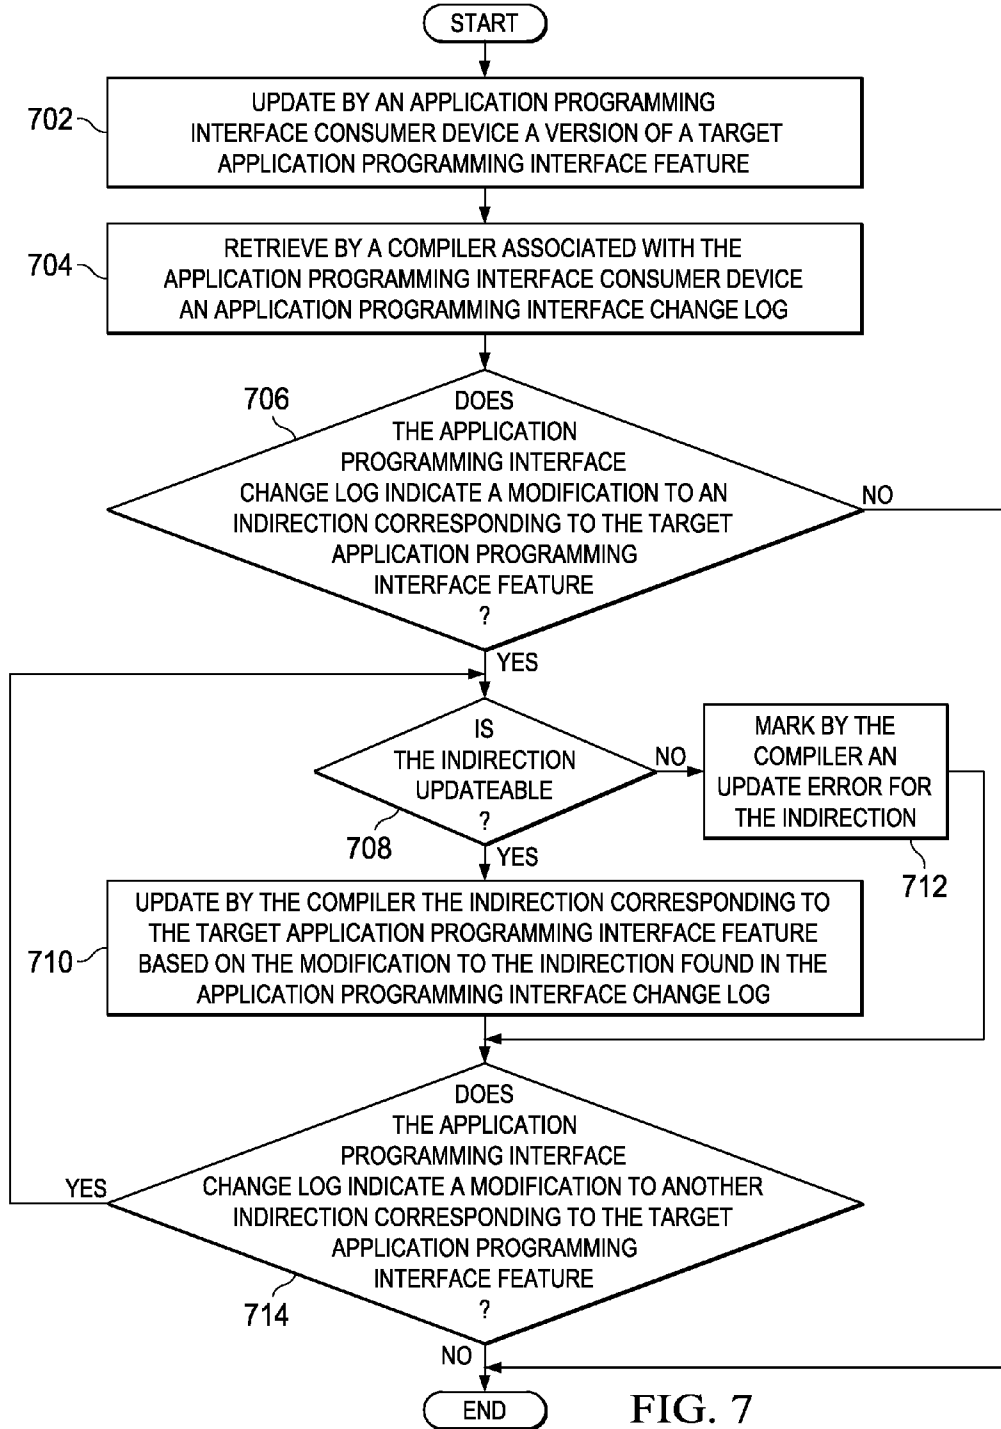 START
702
UPDATE BY AN APPLICATION PROGRAMMING
INTERFACE CONSUMER DEVICE A VERSION OF A TARGET
APPLICATION PROGRAMMING INTERFACE FEATURE
704
RETRIEVE BY A COMPILER ASSOCIATED WITH THE
APPLICATION PROGRAMMING INTERFACE CONSUMER DEVICE
AN APPLICATION PROGRAMMING INTERFACE CHANGE LOG
706
DOES
THE APPLICATION
PROGRAMMING INTERFACE
CHANGE LOG INDICATE A MODIFICATION TO AN
INDIRECTION CORRESPONDING TO THE TARGET
APPLICATION PROGRAMMING
INTERFACE FEATURE
?
NO
YES
IS
THE INDIRECTION
UPDATEABLE
?
708
NO
MARK BY THE
COMPILER AN
UPDATE ERROR FOR
THE INDIRECTION
712
YES
710
UPDATE BY THE COMPILER THE INDIRECTION CORRESPONDING TO
THE TARGET APPLICATION PROGRAMMING INTERFACE FEATURE
BASED ON THE MODIFICATION TO THE INDIRECTION FOUND IN THE
APPLICATION PROGRAMMING INTERFACE CHANGE LOG
DOES
THE APPLICATION
PROGRAMMING INTERFACE
CHANGE LOG INDICATE A MODIFICATION TO ANOTHER
INDIRECTION CORRESPONDING TO THE TARGET
APPLICATION PROGRAMMING
INTERFACE FEATURE
?
YES
714
NO
END
FIG. 7